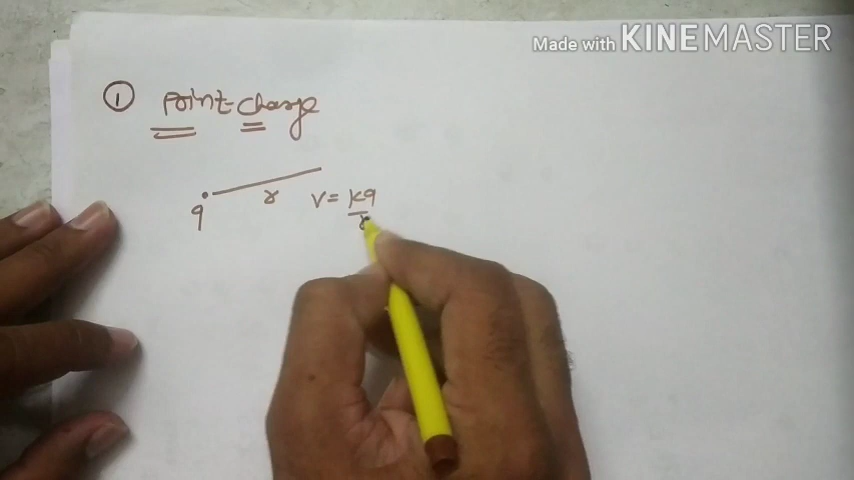 Made with KINEMASTER
① Point charge
q r V = kq
r